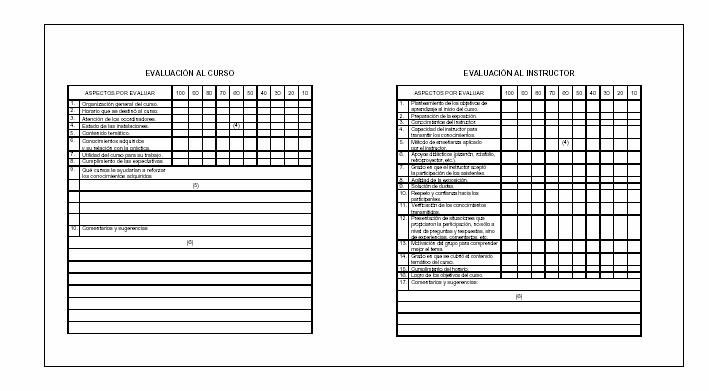 EVALUACIÓN AL CURSO
ASPECTOS POR EVALUAR 100 90 80 70 60 50 40 30 20 10
1. Organización general del curso.
2. Horario que se destinó al curso.
3. Atención de los coordinadores.
4. Estado de las instalaciones. (4)
5. Contenido temático.
6. Conocimientos adquiridos
y su relación con la práctica.
7. Utilidad del curso para su trabajo.
8. Cumplimiento de las expectativas
9. Qué cursos le ayudarían a reforzar
los conocimientos adquiridos
(5)
10. Comentarios y sugerencias
(6)
EVALUACIÓN AL INSTRUCTOR
ASPECTOS POR EVALUAR 100 90 80 70 60 50 40 30 20 10
1. Planteamiento de los objetivos de
aprendizaje al inicio del curso.
2. Preparación de la exposición.
3. Conocimientos del instructor.
4. Capacidad del instructor para
transmitir los conocimientos.
5. Método de enseñanza aplicado
por el instructor. (4)
6. Apoyos didácticos (pizarrón, rotafolio,
retroproyector, etc.).
7. Grado en que el instructor aceptó
la participación de los asistentes.
8. Agilidad de la exposición.
9. Solución de dudas.
10. Respeto y confianza hacia los
participantes.
11. Verificación de los conocimientos
transmitidos.
12. Presentación de situaciones que
propiciaron la participación, no sólo a
nivel de preguntas y respuestas, sino
de experiencias, comentarios, etc.
13. Motivación del grupo para comprender
mejor el tema.
14. Grado en que se cubrió el contenido
temático del curso.
15. Cumplimiento del horario.
16. Logro de los objetivos del curso.
17. Comentarios y sugerencias:
(6)